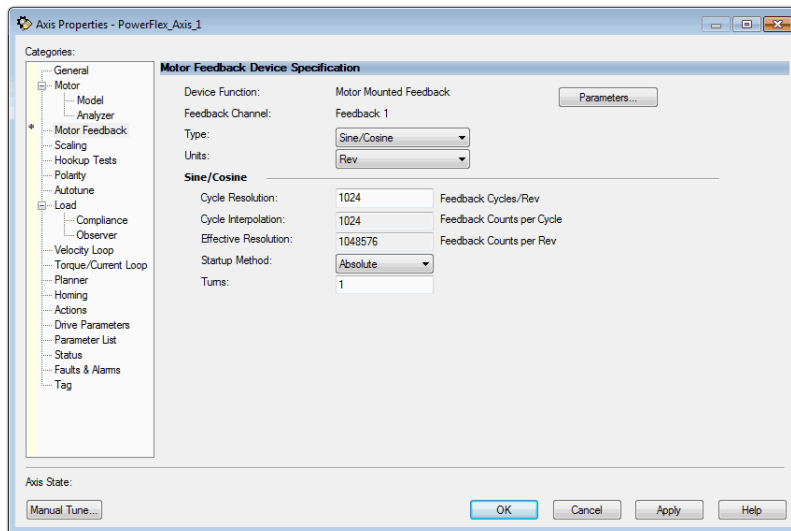 Axis Properties - PowerFlex_Axis_1
Categories:
General
Motor
Model
Analyzer
* Motor Feedback
Scaling
Hookup Tests
Polarity
Autotune
Load
Compliance
Observer
Velocity Loop
Torque/Current Loop
Planner
Homing
Actions
Drive Parameters
Parameter List
Status
Faults & Alarms
Tag
Motor Feedback Device Specification
Device Function: Motor Mounted Feedback Parameters...
Feedback Channel: Feedback 1
Type: Sine/Cosine
Units: Rev
Sine/Cosine
Cycle Resolution: 1024 Feedback Cycles/Rev
Cycle Interpolation: 1024 Feedback Counts per Cycle
Effective Resolution: 1048576 Feedback Counts per Rev
Startup Method: Absolute
Turns: 1
Axis State:
Manual Tune... OK Cancel Apply Help